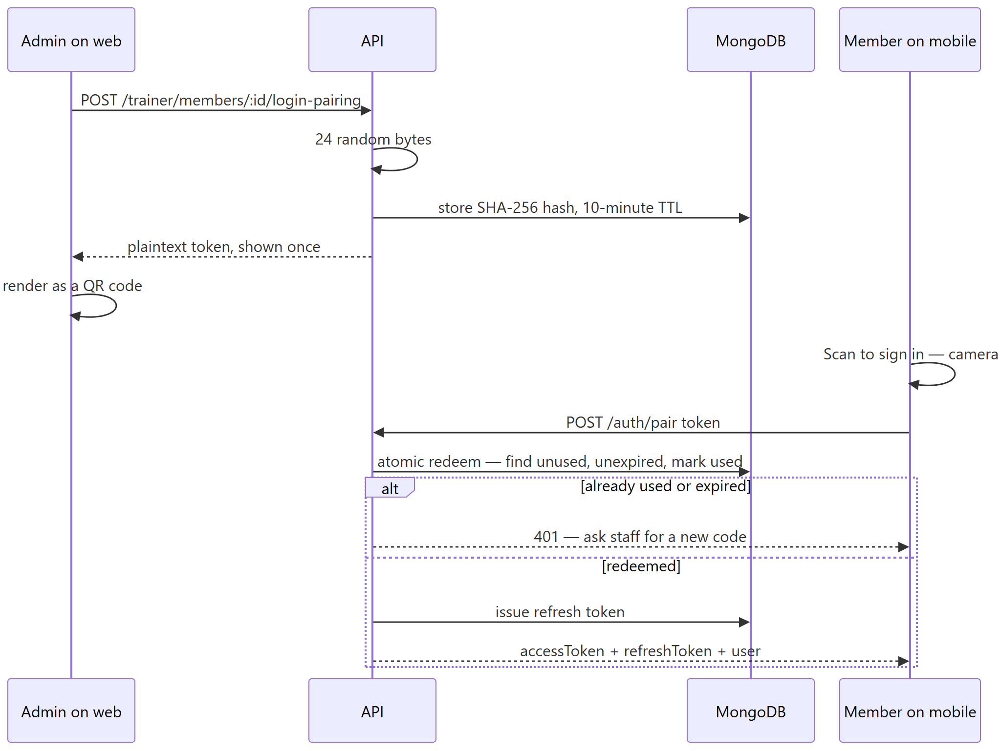 Admin on web
API
MongoDB
Member on mobile
POST /trainer/members/:id/login-pairing
24 random bytes
store SHA-256 hash, 10-minute TTL
plaintext token, shown once
render as a QR code
Scan to sign in — camera
POST /auth/pair token
atomic redeem — find unused, unexpired, mark used
alt
[already used or expired]
401 — ask staff for a new code
[redeemed]
issue refresh token
accessToken + refreshToken + user
Admin on web
API
MongoDB
Member on mobile